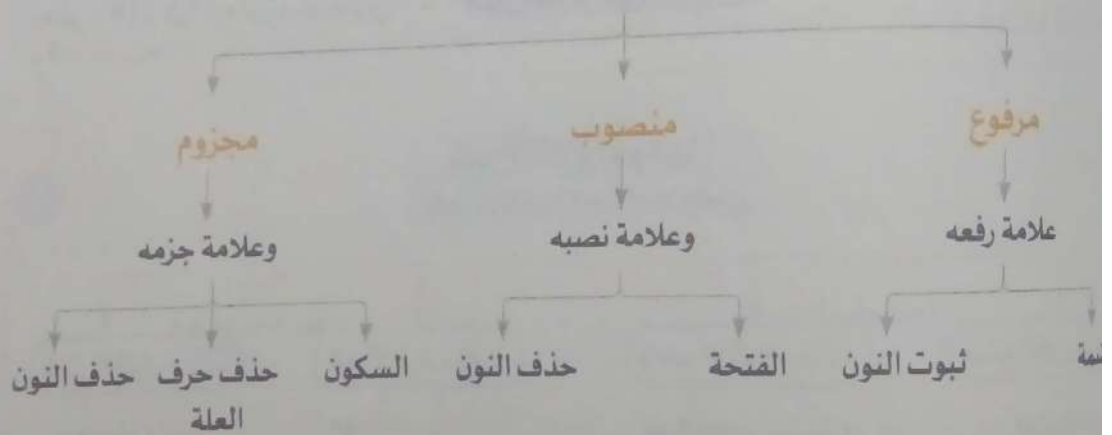 مرفوع منصوب مجزوم
علامة رفعه وعلامة نصبه وعلامة جزمه
ثبوت النون الفتحة حذف النون السكون حذف حرف العلة حذف النون